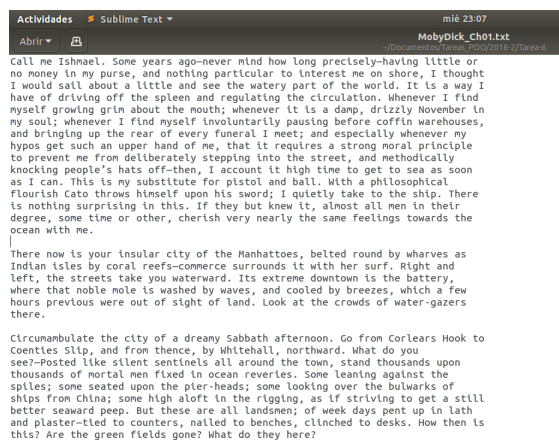 Actividades Sublime Text mié 23:07
Abrir MobyDick_Ch01.txt
~/Documentos/Tareas_POO/2018-2/Tarea-6
Call me Ishmael. Some years ago—never mind how long precisely—having little or
no money in my purse, and nothing particular to interest me on shore, I thought
I would sail about a little and see the watery part of the world. It is a way I
have of driving off the spleen and regulating the circulation. Whenever I find
myself growing grim about the mouth; whenever it is a damp, drizzly November in
my soul; whenever I find myself involuntarily pausing before coffin warehouses,
and bringing up the rear of every funeral I meet; and especially whenever my
hypos get such an upper hand of me, that it requires a strong moral principle
to prevent me from deliberately stepping into the street, and methodically
knocking people's hats off—then, I account it high time to get to sea as soon
as I can. This is my substitute for pistol and ball. With a philosophical
flourish Cato throws himself upon his sword; I quietly take to the ship. There
is nothing surprising in this. If they but knew it, almost all men in their
degree, some time or other, cherish very nearly the same feelings towards the
ocean with me.
There now is your insular city of the Manhattoes, belted round by wharves as
Indian isles by coral reefs—commerce surrounds it with her surf. Right and
left, the streets take you waterward. Its extreme downtown is the battery,
where that noble mole is washed by waves, and cooled by breezes, which a few
hours previous were out of sight of land. Look at the crowds of water-gazers
there.
Circumambulate the city of a dreamy Sabbath afternoon. Go from Corlears Hook to
Coenties Slip, and from thence, by Whitehall, northward. What do you
see?—Posted like silent sentinels all around the town, stand thousands upon
thousands of mortal men fixed in ocean reveries. Some leaning against the
spiles; some seated upon the pier-heads; some looking over the bulwarks of
ships from China; some high aloft in the rigging, as if striving to get a still
better seaward peep. But these are all landsmen; of week days pent up in lath
and plaster—tied to counters, nailed to benches, clinched to desks. How then is
this? Are the green fields gone? What do they here?